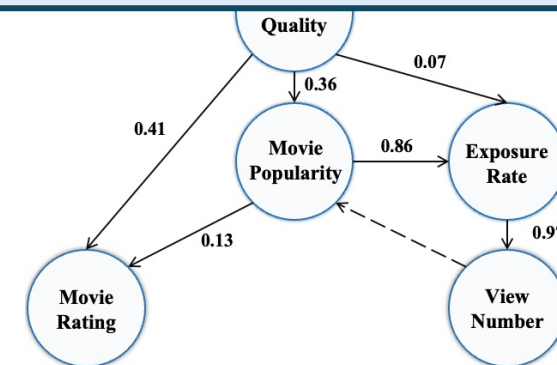 Quality
0.07
0.36
0.41
Movie
Popularity
0.86
Exposure
Rate
0.13
Movie
Rating
View
Number